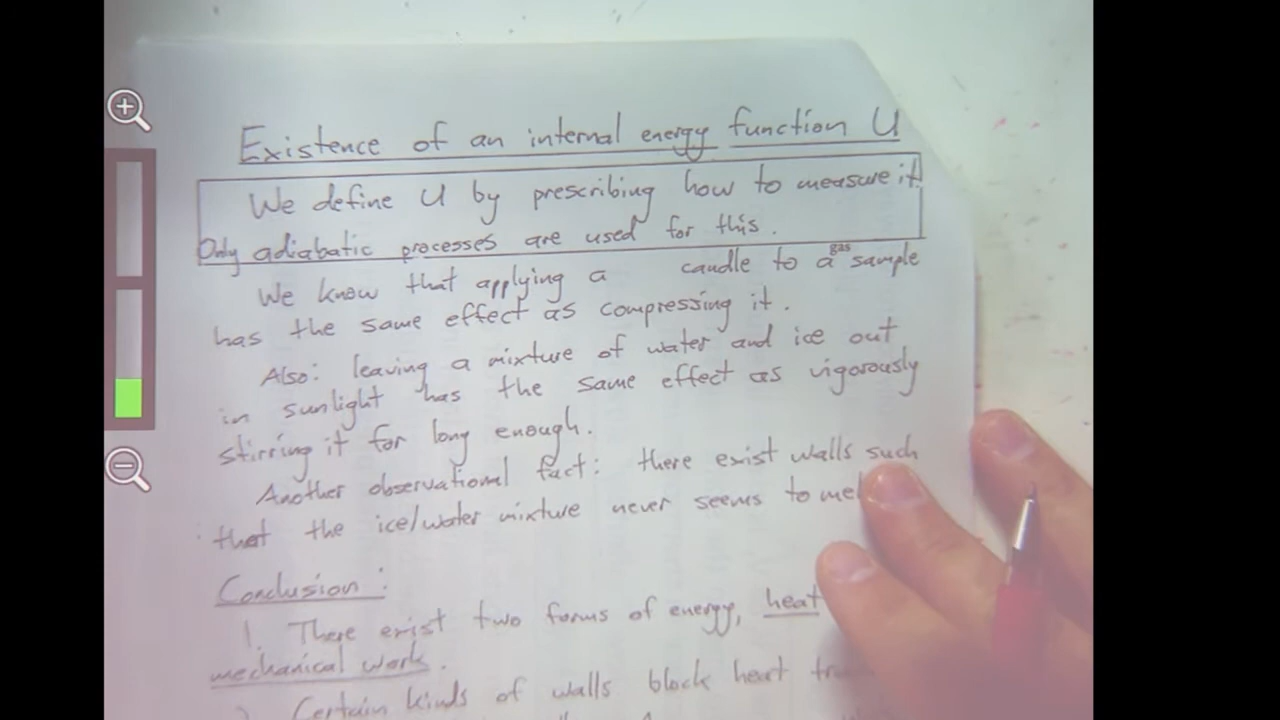 Existence of an internal energy function U
We define U by prescribing how to measure it.
Only adiabatic processes are used for this.
We know that applying a candle to a gas sample
has the same effect as compressing it.
Also: leaving a mixture of water and ice out
in sunlight has the same effect as vigorously
stirring it for long enough.
Another observational fact: there exist walls such
that the ice/water mixture never seems to
Conclusion:
1. There exist two forms of energy, heat
mechanical work.
Certain kinds of walls block heat